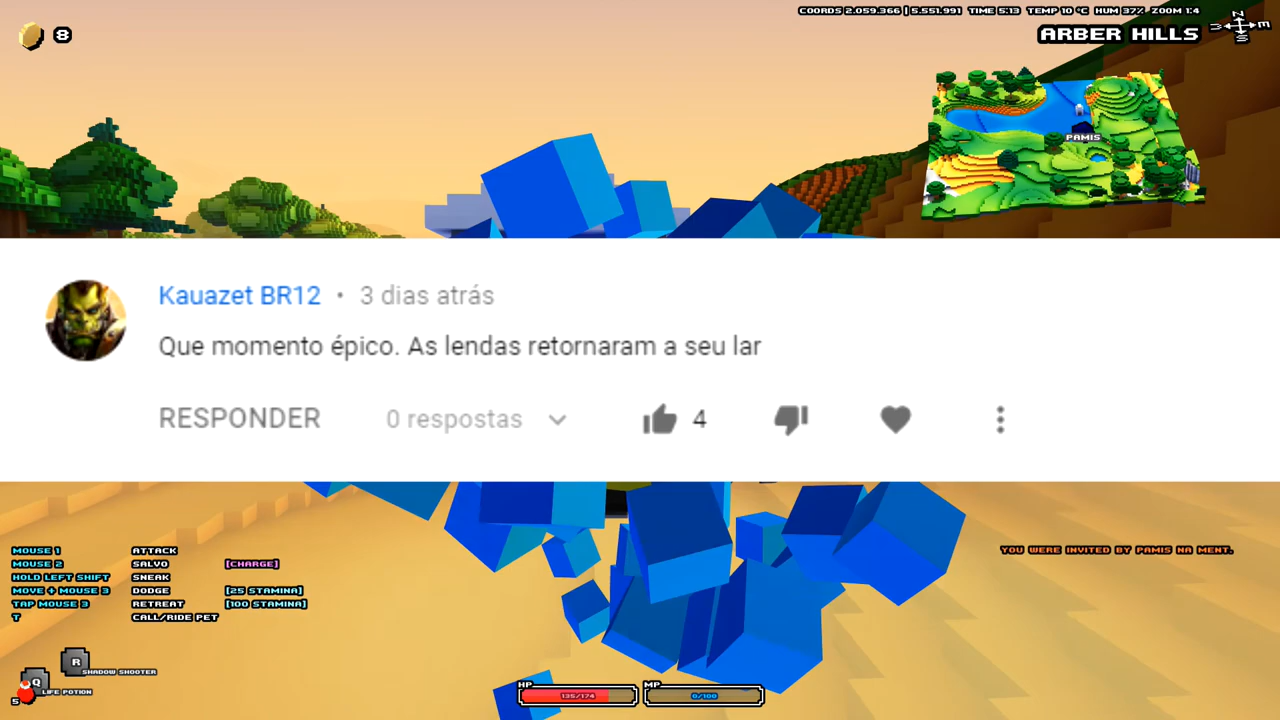 COORDS 2.059.366 | 5.551.991 TIME 5:13 TEMP 10 °C HUM 37% ZOOM 1:4
8
ARBER HILLS
N
S
PAMIS
Kauazet BR12 • 3 dias atrás
Que momento épico. As lendas retornaram a seu lar
RESPONDER 0 respostas 4
MOUSE 1 ATTACK
MOUSE 2 SALVO [CHARGE]
HOLD LEFT SHIFT SNEAK
MOVE + MOUSE 3 DODGE [25 STAMINA]
TAP MOUSE 3 RETREAT [100 STAMINA]
T CALL/RIDE PET
YOU WERE INVITED BY PAMIS NA MENT.
R SHADOW SHOOTER
Q LIFE POTION
5
HP 135/174 MP 0/100